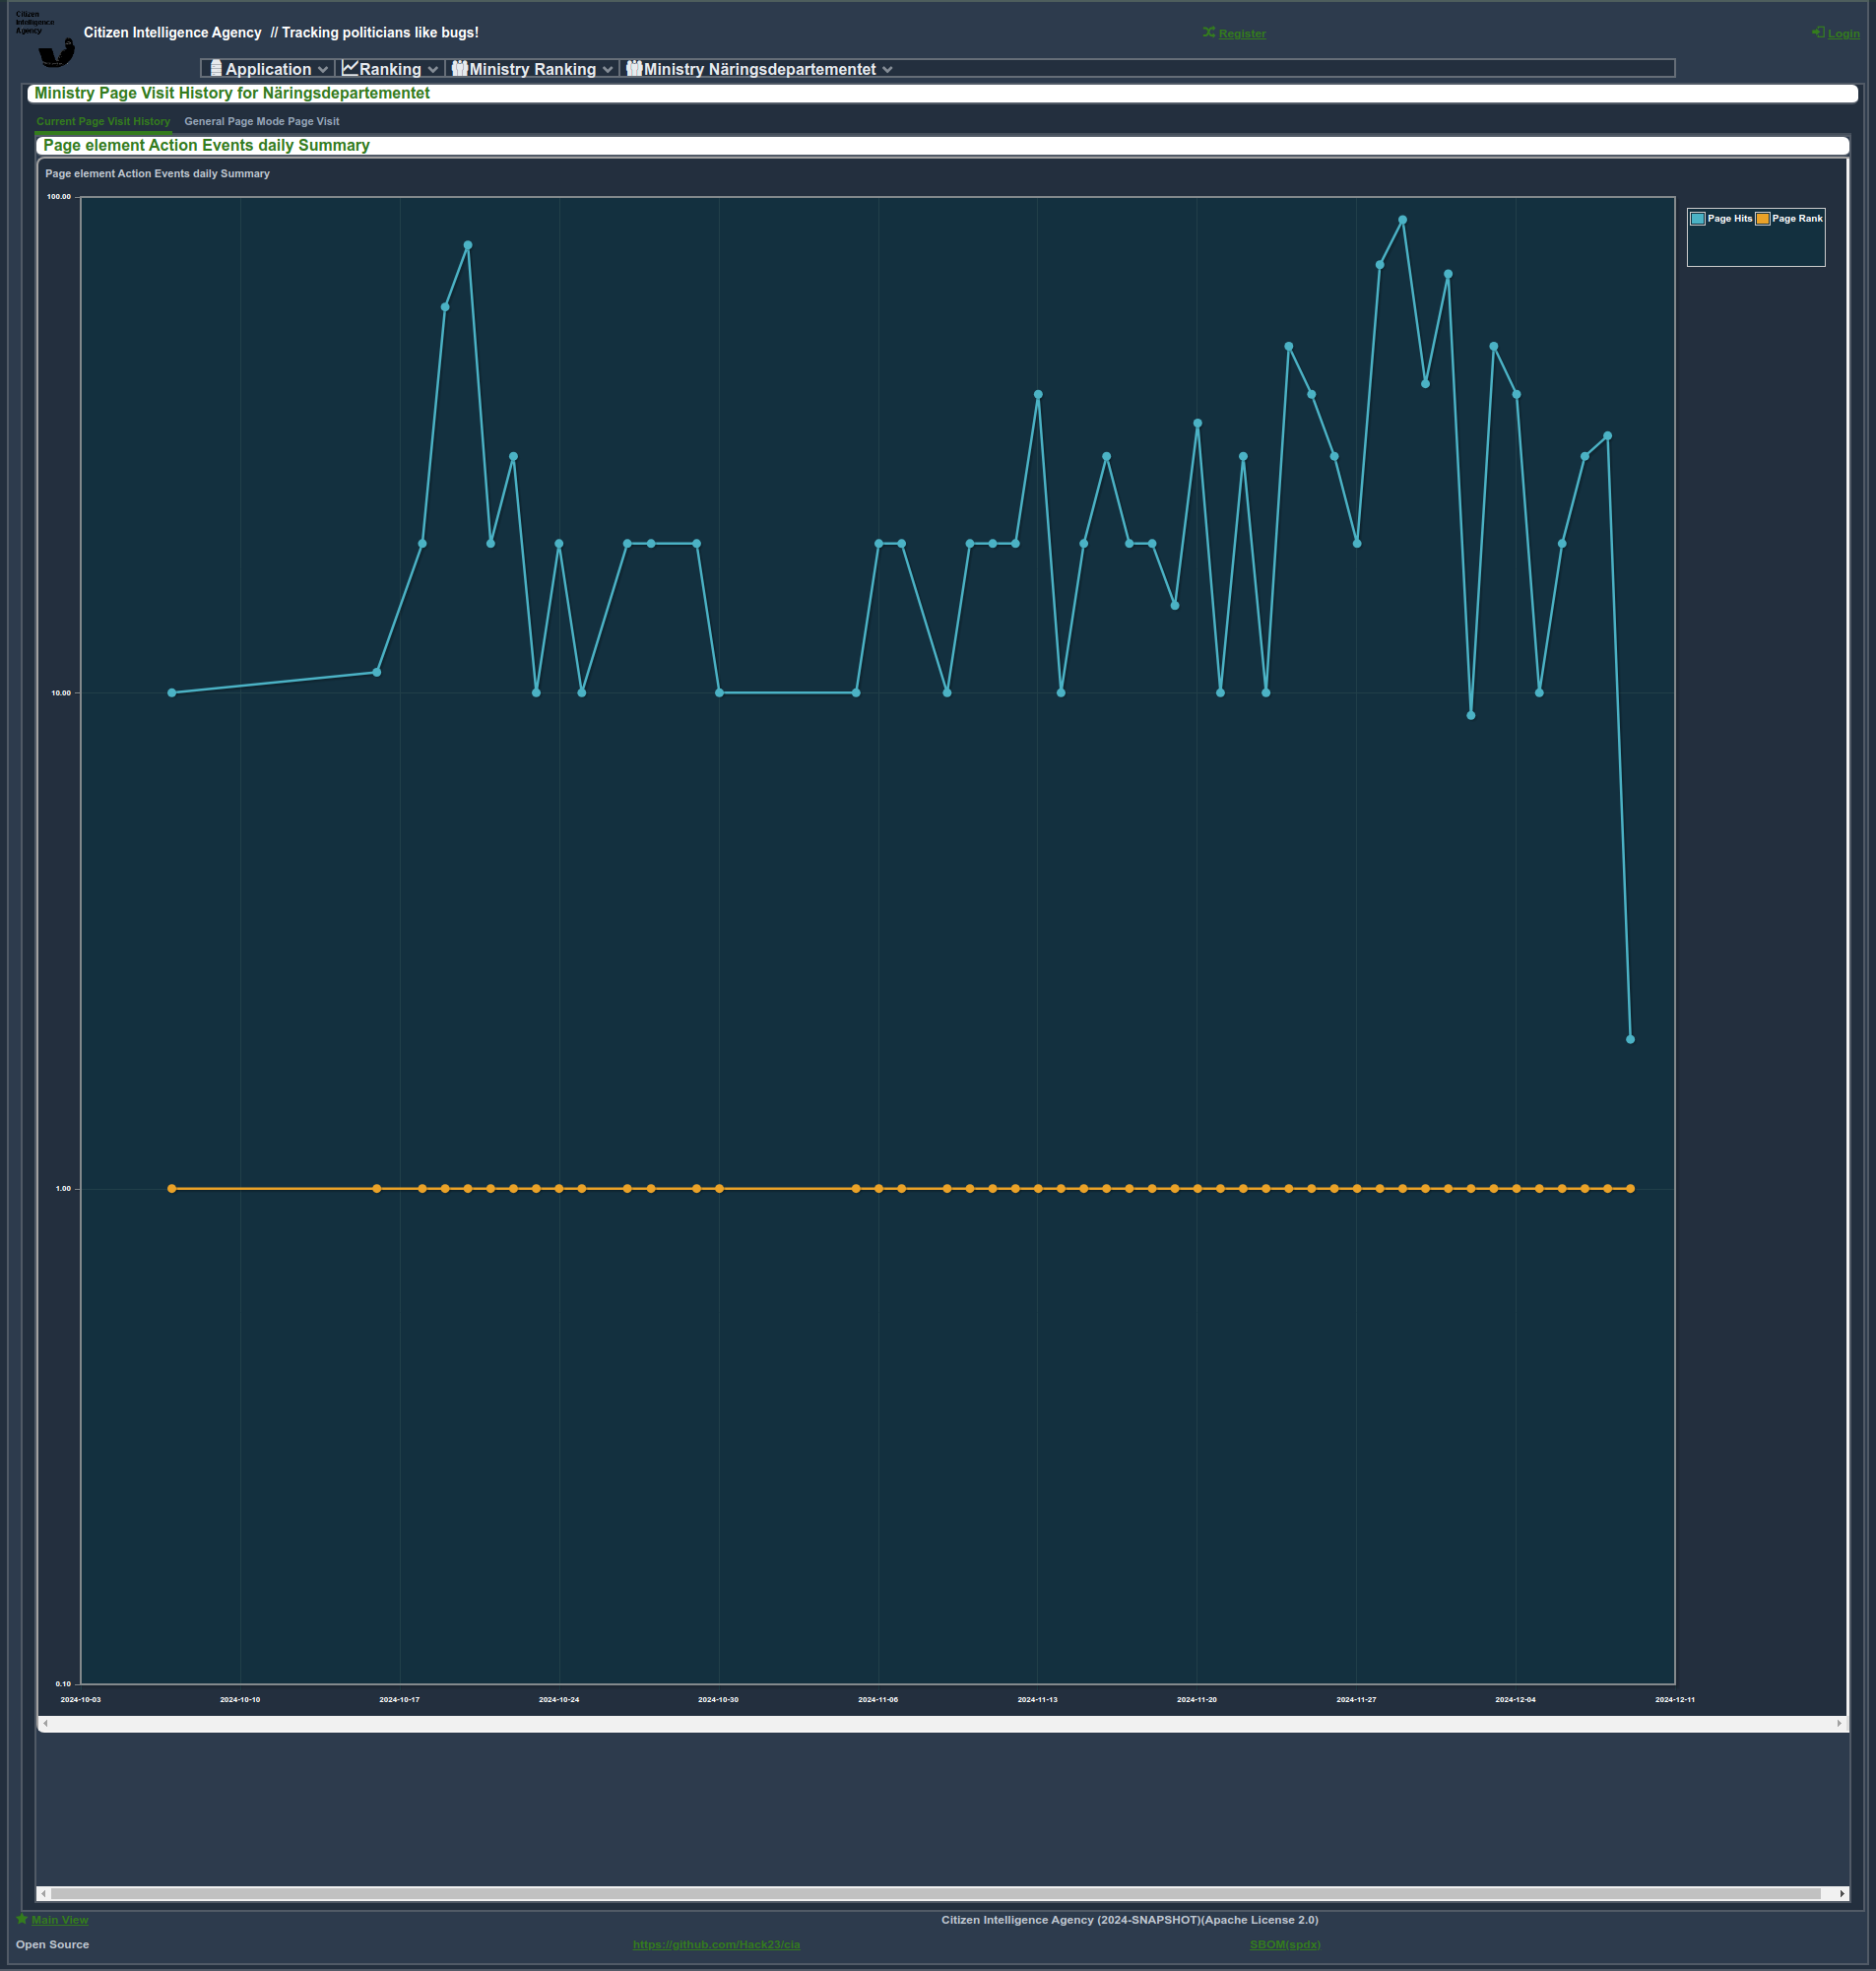 Citizen
Intelligence
Agency
Citizen Intelligence Agency // Tracking politicians like bugs!
Register
Login
Application
Ranking
Ministry Ranking
Ministry Näringsdepartementet
Ministry Page Visit History for Näringsdepartementet
Current Page Visit History
General Page Mode Page Visit
Page element Action Events daily Summary
Page element Action Events daily Summary
100.00
10.00
1.00
0.10
Page Hits
Page Rank
2024-10-03
2024-10-10
2024-10-17
2024-10-24
2024-10-30
2024-11-06
2024-11-13
2024-11-20
2024-11-27
2024-12-04
2024-12-11
Main View
Citizen Intelligence Agency (2024-SNAPSHOT)(Apache License 2.0)
Open Source
https://github.com/Hack23/cia
SBOM(spdx)